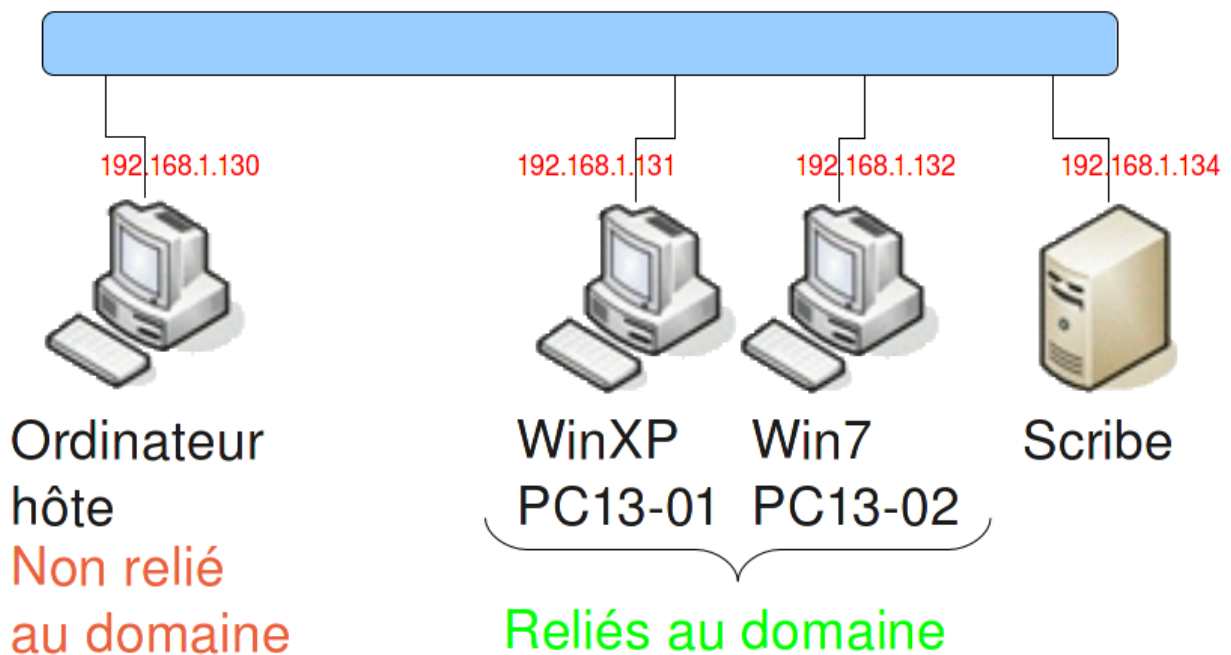 192.168.1.130
192.168.1.131
192.168.1.132
192.168.1.134
Ordinateur
hôte
Non relié
au domaine
WinXP
PC13-01
Win7
PC13-02
Reliés au domaine
Scribe